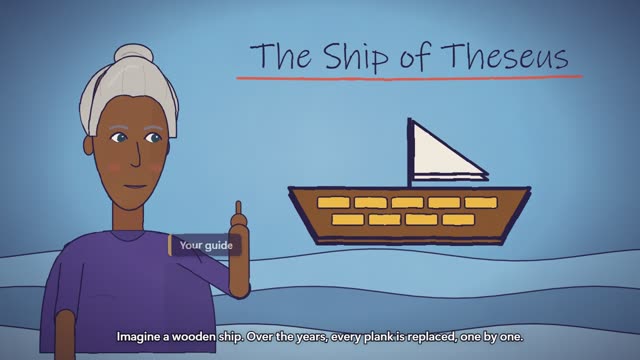 The Ship of Theseus
Your guide
Imagine a wooden ship. Over the years, every plank is replaced, one by one.